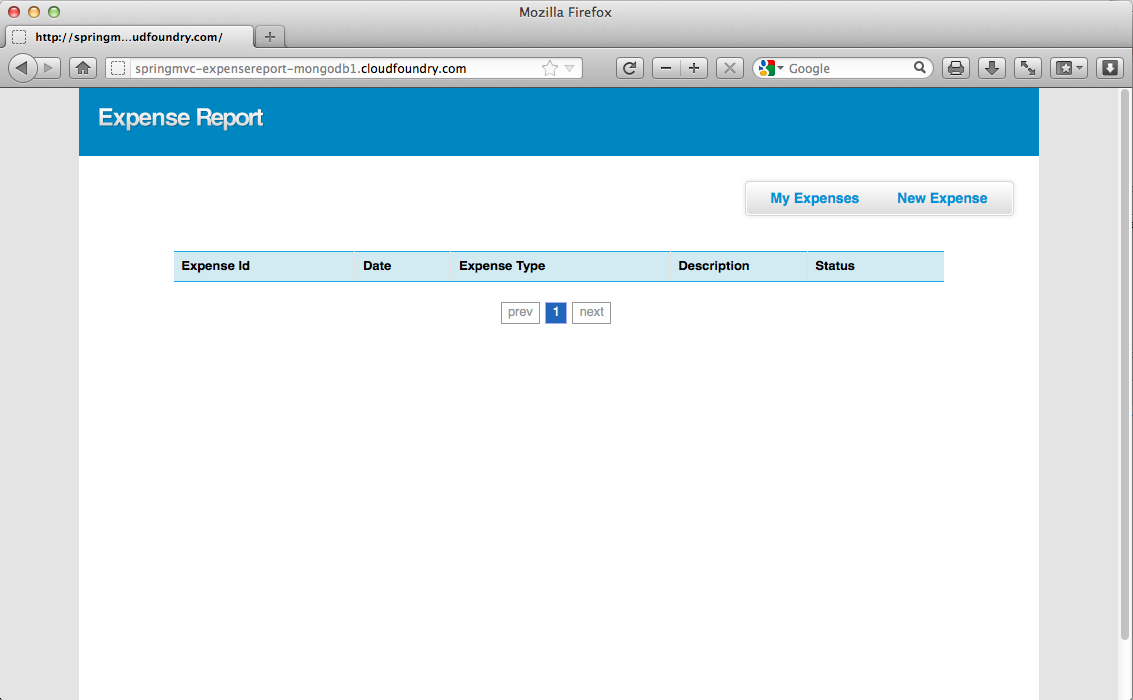 Mozilla Firefox
http://springm...udfoundry.com/
springmvc-expensereport-mongodb1.cloudfoundry.com
Google
Expense Report
My Expenses New Expense
Expense Id Date Expense Type Description Status
prev 1 next